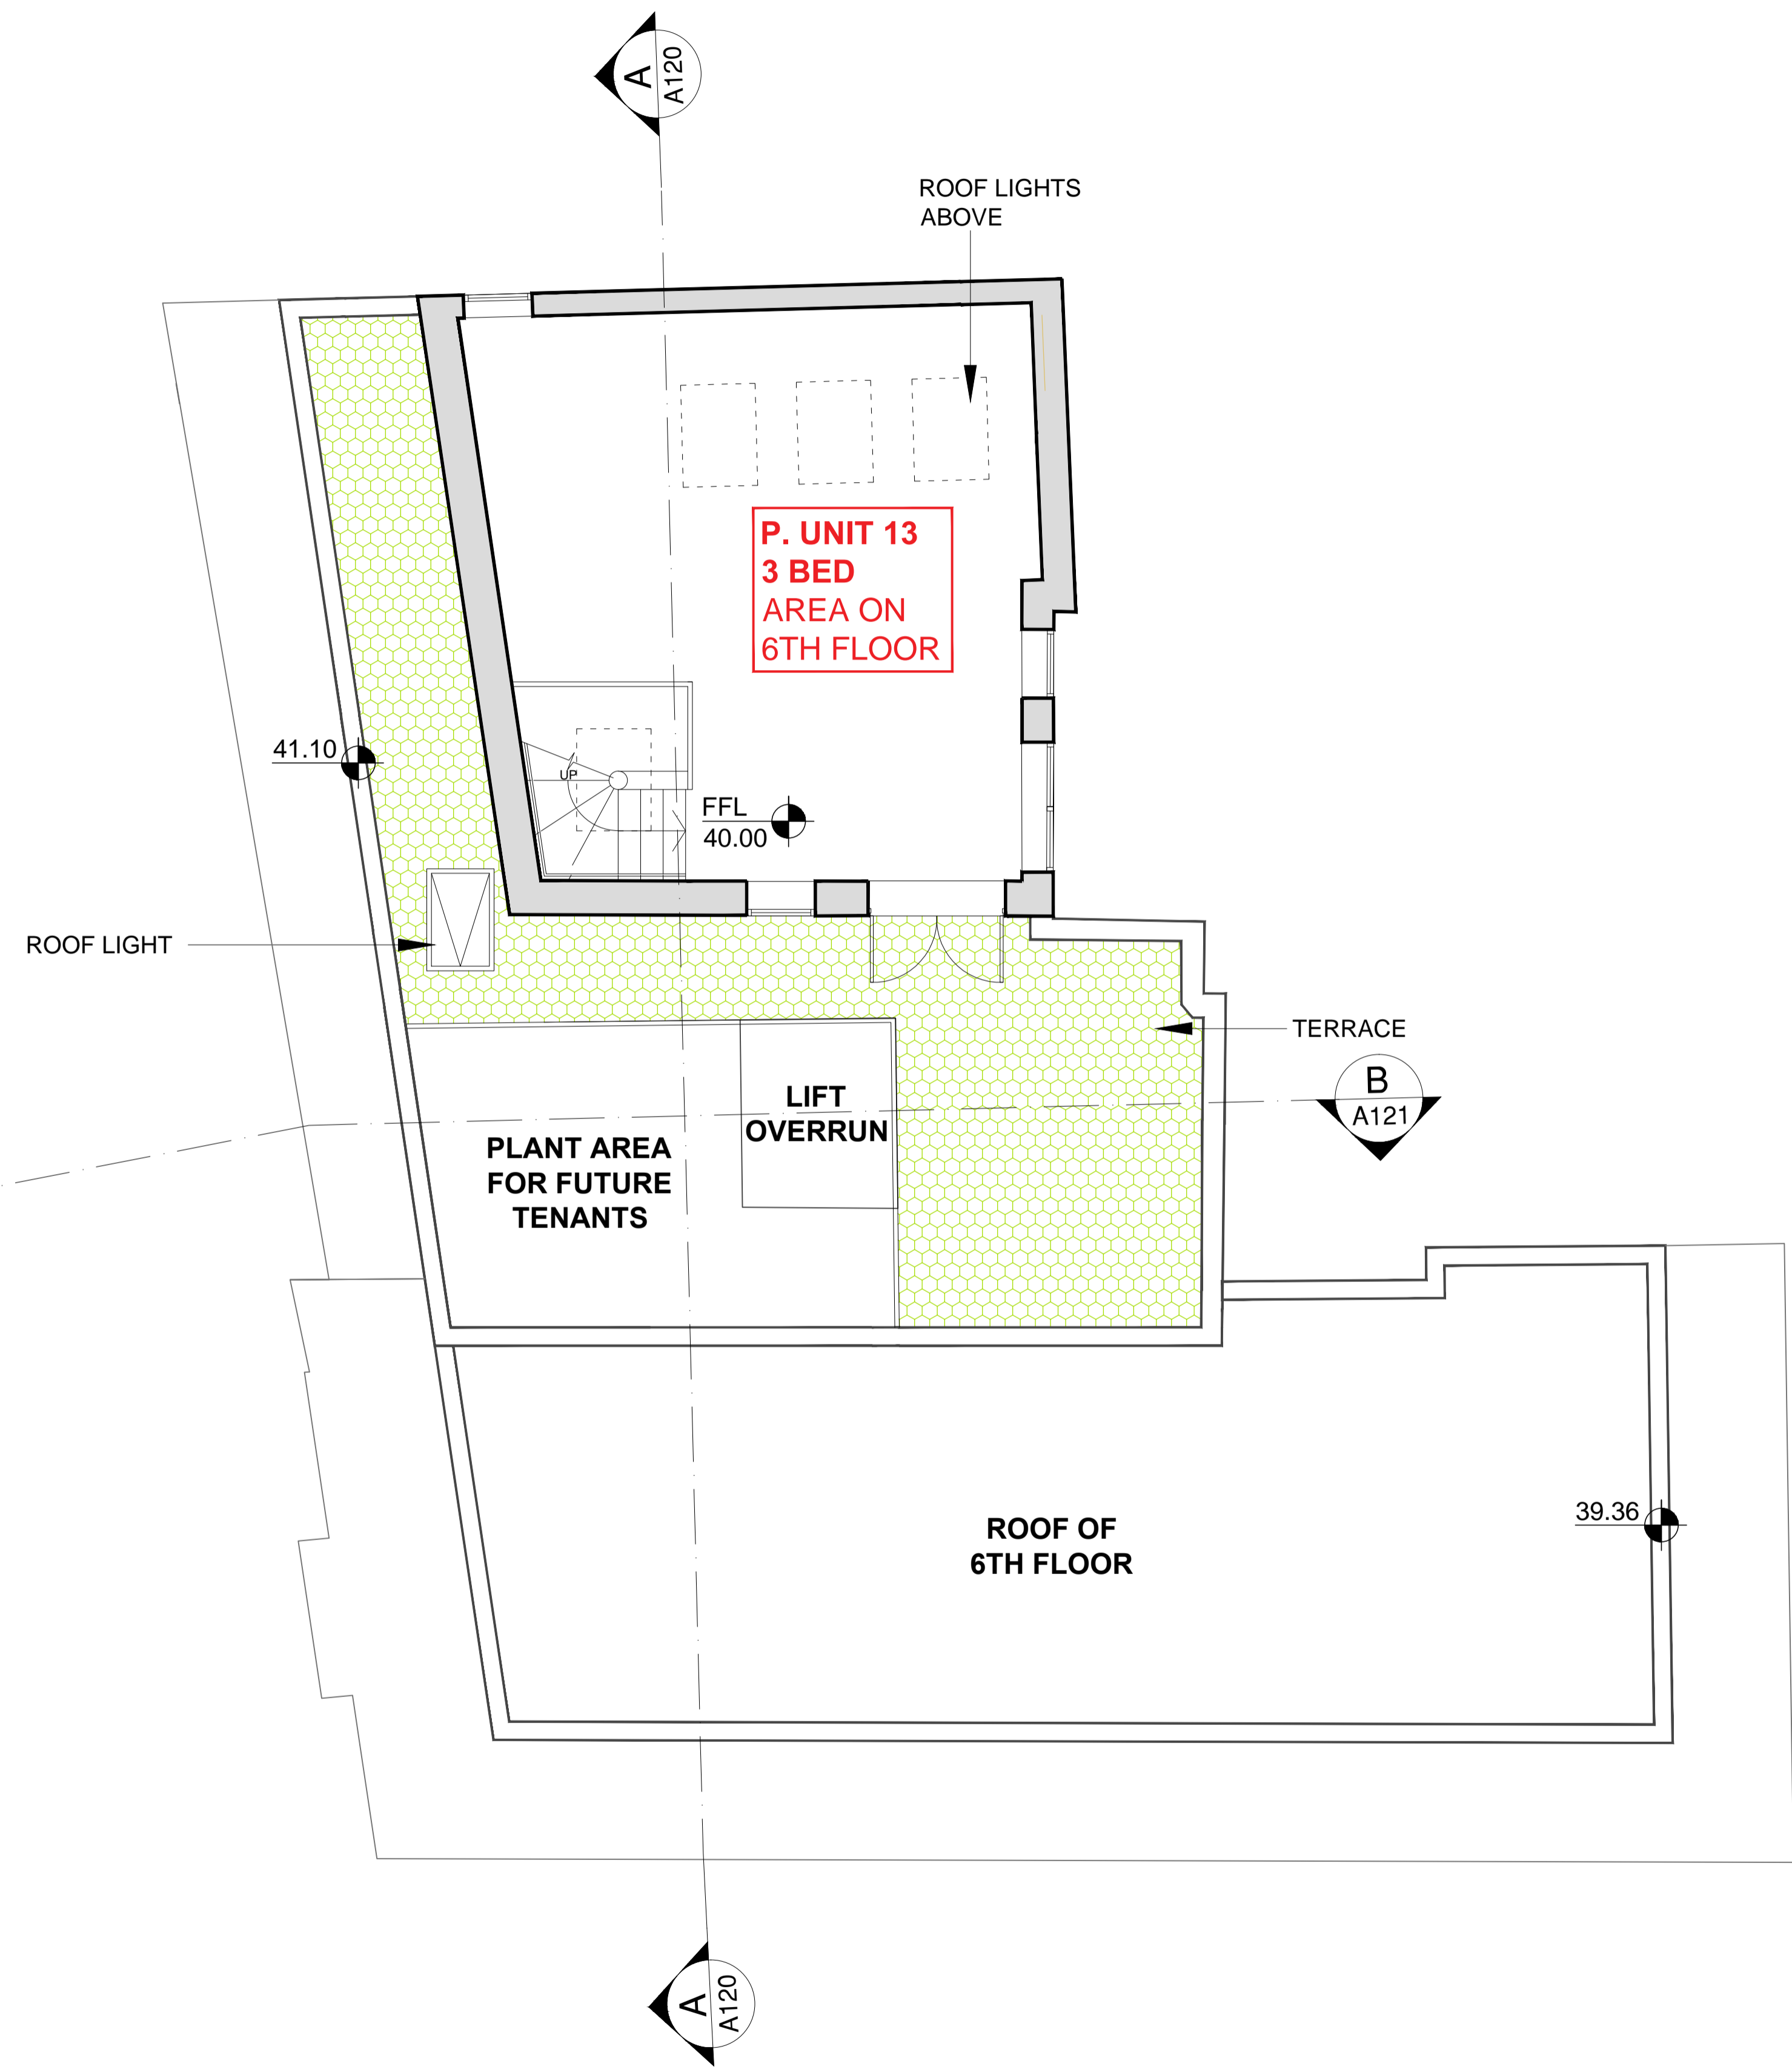 A
A120
ROOF LIGHTS
ABOVE
P. UNIT 13
3 BED
AREA ON
6TH FLOOR
41.10
UP
FFL
40.00
ROOF LIGHT
TERRACE
B
A121
LIFT
OVERRUN
PLANT AREA
FOR FUTURE
TENANTS
39.36
ROOF OF
6TH FLOOR
A
A120